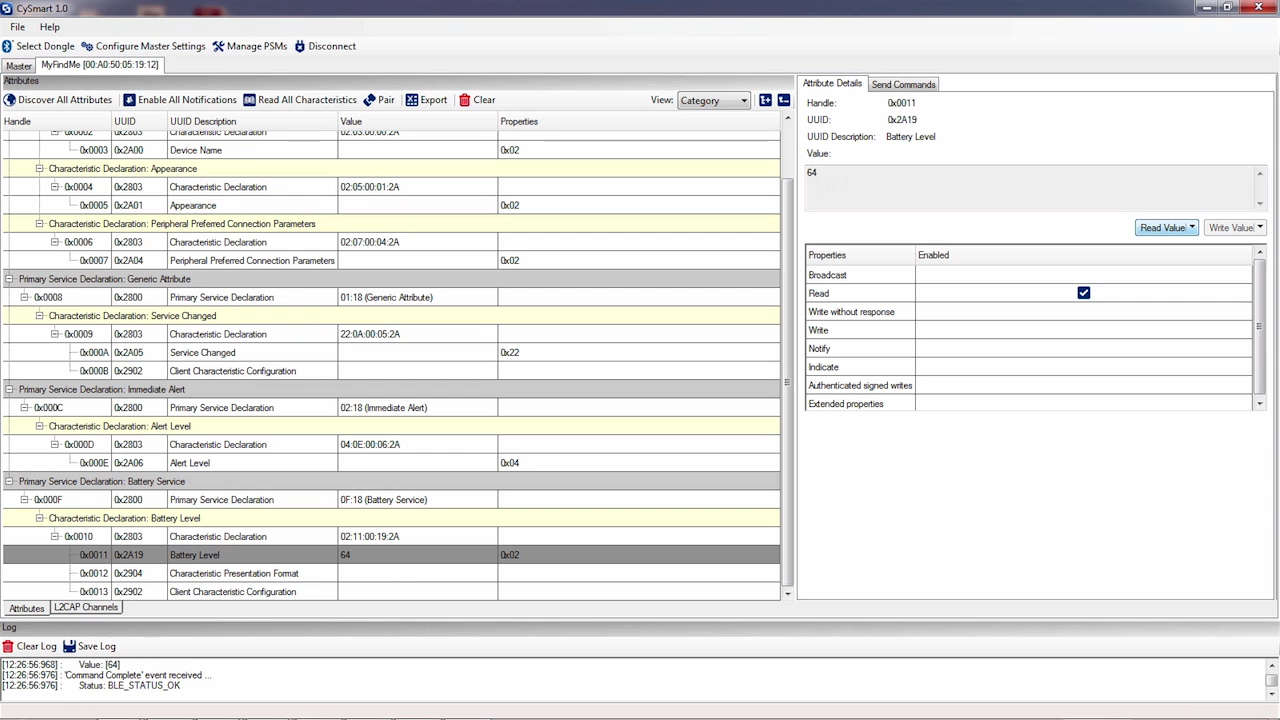 CySmart 1.0
File Help
Select Dongle Configure Master Settings Manage PSMs Disconnect
Master MyFindMe [00:A0:50:05:19:12]
Attributes
Discover All Attributes Enable All Notifications Read All Characteristics Pair Export Clear View: Category
Handle UUID UUID Description Value Properties
0x0002 0x2803 Characteristic Declaration 02:03:00:00:2A
0x0003 0x2A00 Device Name 0x02
Characteristic Declaration: Appearance
0x0004 0x2803 Characteristic Declaration 02:05:00:01:2A
0x0005 0x2A01 Appearance 0x02
Characteristic Declaration: Peripheral Preferred Connection Parameters
0x0006 0x2803 Characteristic Declaration 02:07:00:04:2A
0x0007 0x2A04 Peripheral Preferred Connection Parameters 0x02
Primary Service Declaration: Generic Attribute
0x0008 0x2800 Primary Service Declaration 01:18 (Generic Attribute)
Characteristic Declaration: Service Changed
0x0009 0x2803 Characteristic Declaration 22:0A:00:05:2A
0x000A 0x2A05 Service Changed 0x22
0x000B 0x2902 Client Characteristic Configuration
Primary Service Declaration: Immediate Alert
0x000C 0x2800 Primary Service Declaration 02:18 (Immediate Alert)
Characteristic Declaration: Alert Level
0x000D 0x2803 Characteristic Declaration 04:0E:00:06:2A
0x000E 0x2A06 Alert Level 0x04
Primary Service Declaration: Battery Service
0x000F 0x2800 Primary Service Declaration 0F:18 (Battery Service)
Characteristic Declaration: Battery Level
0x0010 0x2803 Characteristic Declaration 02:11:00:19:2A
0x0011 0x2A19 Battery Level 64 0x02
0x0012 0x2904 Characteristic Presentation Format
0x0013 0x2902 Client Characteristic Configuration
Attributes L2CAP Channels
Attribute Details Send Commands
Handle: 0x0011
UUID: 0x2A19
UUID Description: Battery Level
Value:
64
Read Value Write Value
Properties Enabled
Broadcast
Read
Write without response
Write
Notify
Indicate
Authenticated signed writes
Extended properties
Log
Clear Log Save Log
[12:26:56:968] : Value: [64]
[12:26:56:976] : 'Command Complete' event received ...
[12:26:56:976] : Status: BLE_STATUS_OK